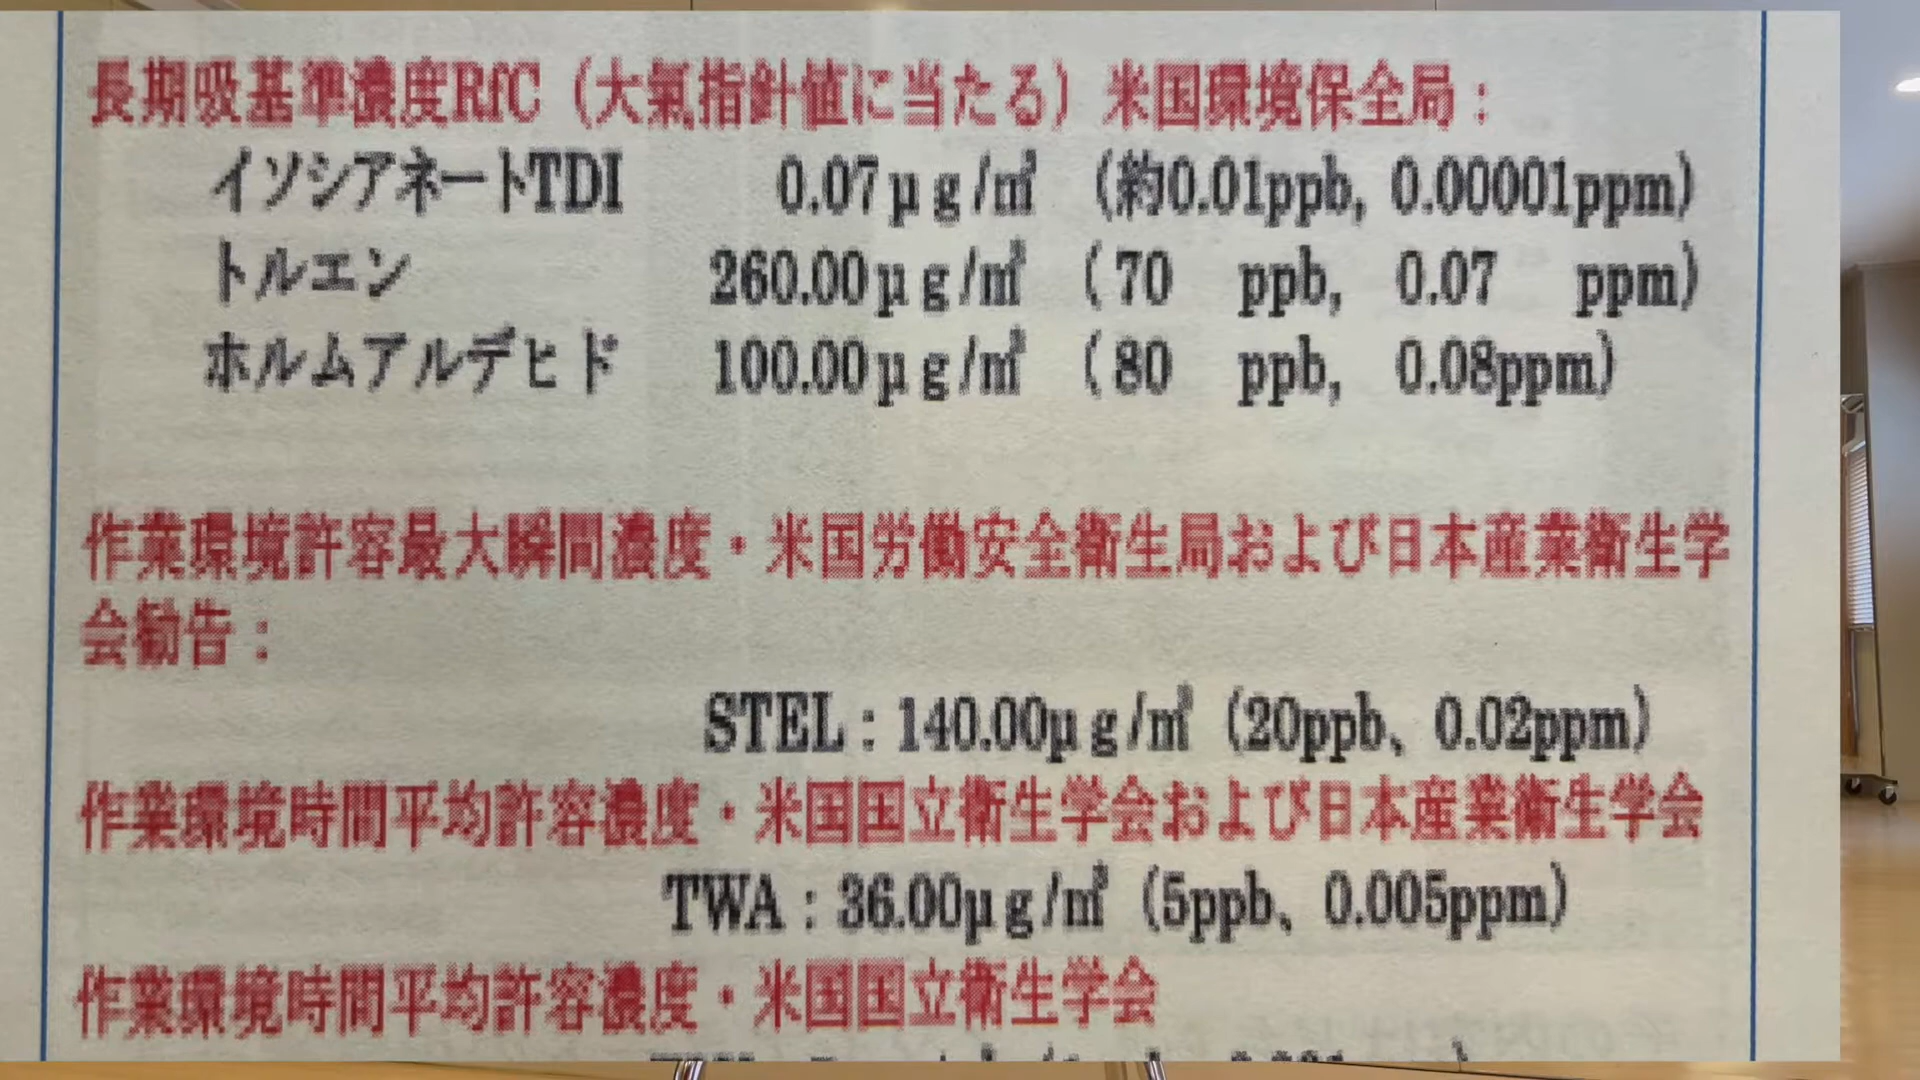 長期吸基準濃度RfC（大氣指針値に当たる）米国環境保全局：
イソシアネートTDI 0.07μg/㎥ （約0.01ppb, 0.00001ppm）
トルエン 260.00μg/㎥ （70 ppb, 0.07 ppm）
ホルムアルデヒド 100.00μg/㎥ （80 ppb, 0.08ppm）
作業環境許容最大瞬間濃度・米国労働安全衛生局および日本産業衛生学
会勧告：
STEL：140.00μg/㎥（20ppb、0.02ppm）
作業環境時間平均許容濃度・米国国立衛生学会および日本産業衛生学会
TWA：36.00μg/㎥（5ppb、0.005ppm）
作業環境時間平均許容濃度・米国国立衛生学会